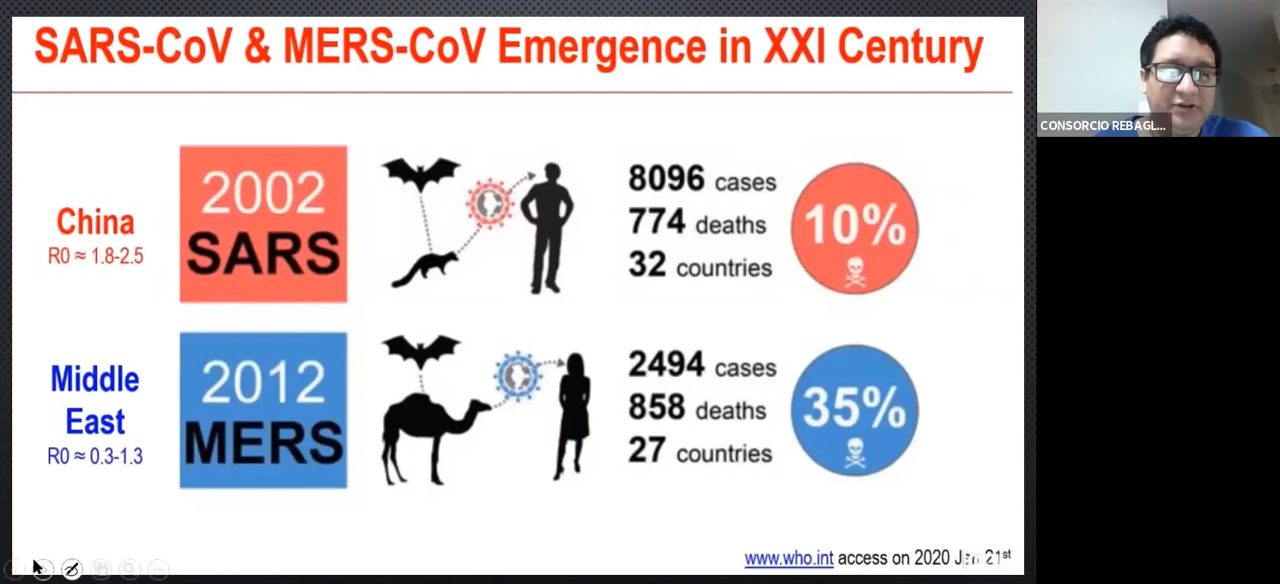 SARS-CoV & MERS-CoV Emergence in XXI Century
China
R0 ≈ 1.8-2.5
2002
SARS
8096 cases
774 deaths
32 countries
10%
Middle
East
R0 ≈ 0.3-1.3
2012
MERS
2494 cases
858 deaths
27 countries
35%
www.who.int access on 2020 Jan 21st
CONSORCIO REBAGL...